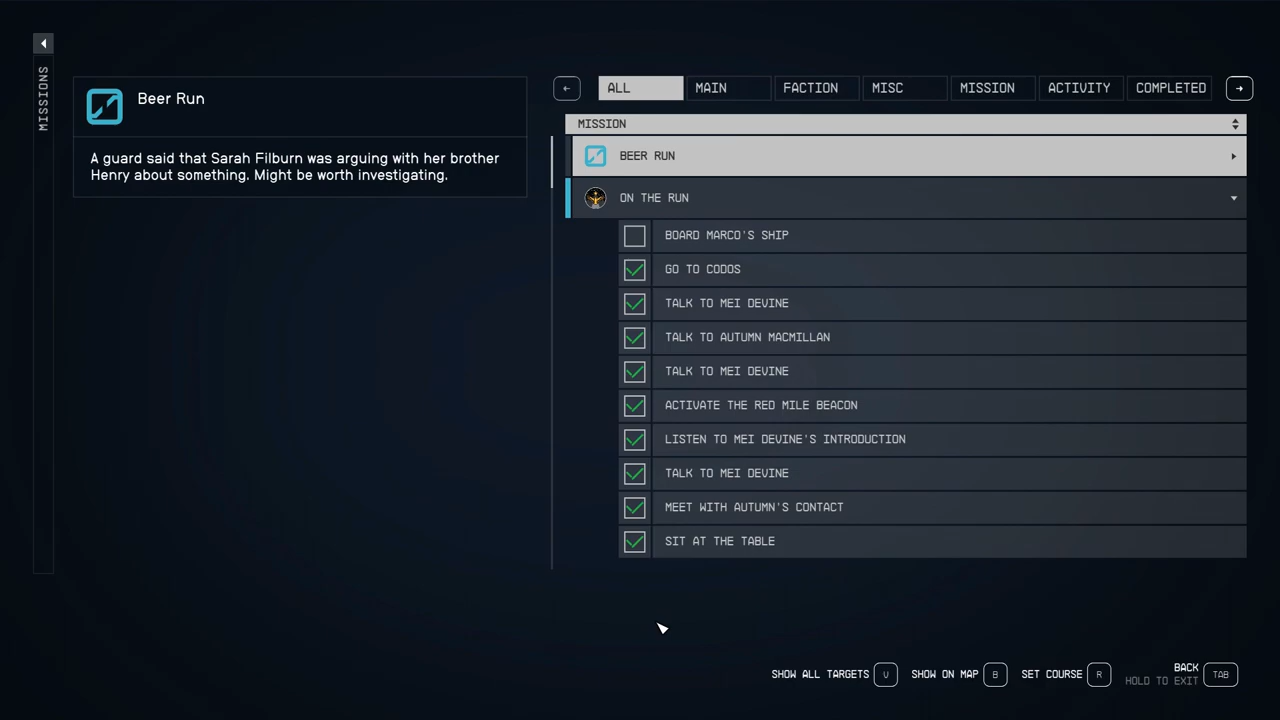 MISSIONS
Beer Run
A guard said that Sarah Filburn was arguing with her brother
Henry about something. Might be worth investigating.
ALL
MAIN
FACTION
MISC
MISSION
ACTIVITY
COMPLETED
MISSION
BEER RUN
ON THE RUN
BOARD MARCO'S SHIP
GO TO CODOS
TALK TO MEI DEVINE
TALK TO AUTUMN MACMILLAN
TALK TO MEI DEVINE
ACTIVATE THE RED MILE BEACON
LISTEN TO MEI DEVINE'S INTRODUCTION
TALK TO MEI DEVINE
MEET WITH AUTUMN'S CONTACT
SIT AT THE TABLE
SHOW ALL TARGETS V
SHOW ON MAP B
SET COURSE R
BACK
HOLD TO EXIT TAB